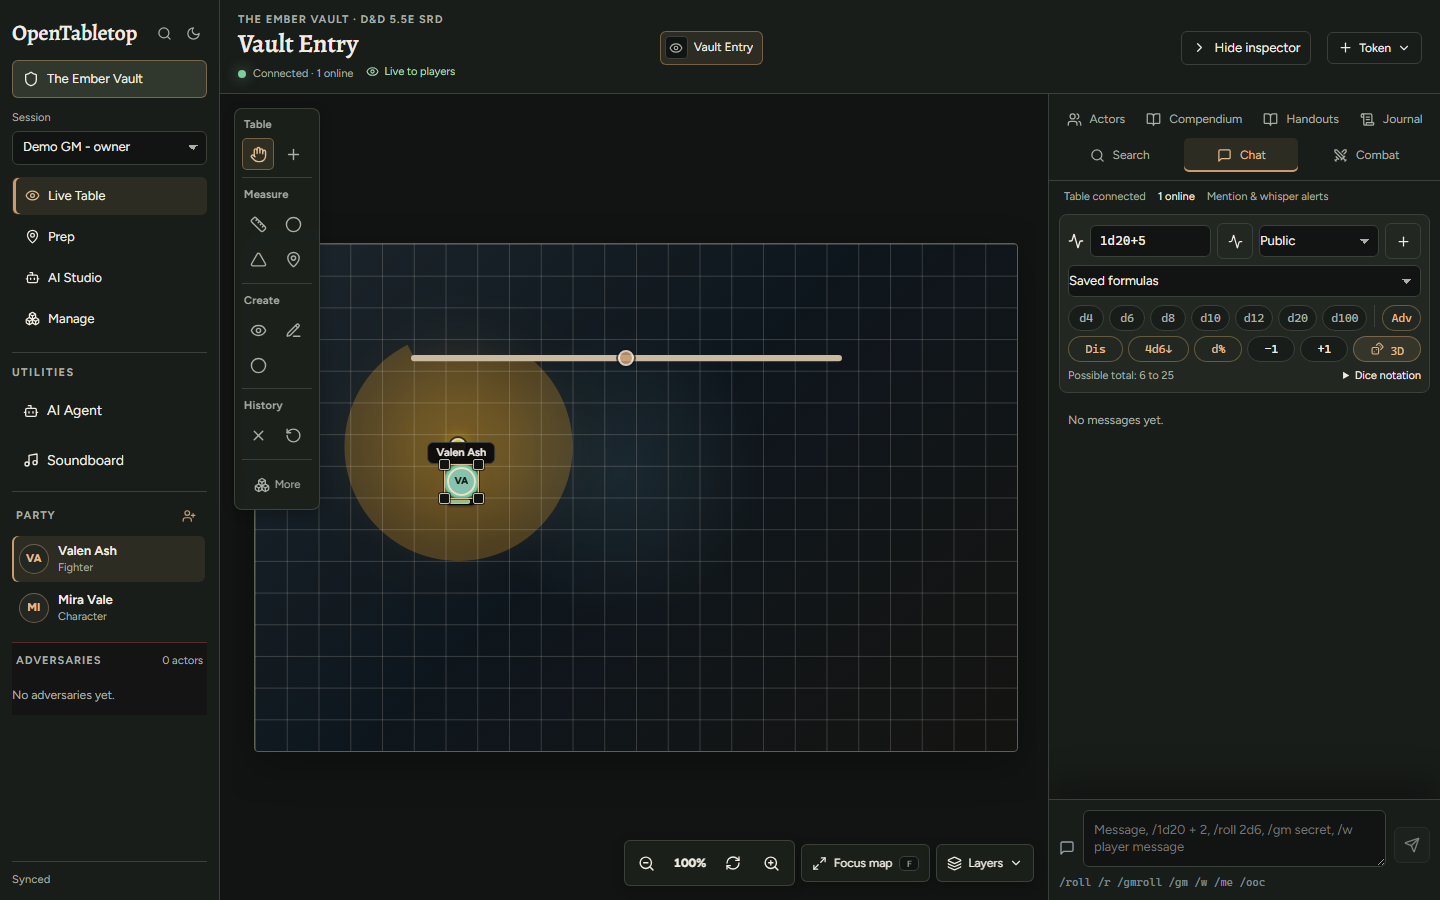 OpenTabletop
The Ember Vault
Session
Demo GM - owner
Live Table
Prep
AI Studio
Manage
UTILITIES
AI Agent
Soundboard
PARTY
VA
Valen Ash
Fighter
MI
Mira Vale
Character
ADVERSARIES
0 actors
No adversaries yet.
Synced
THE EMBER VAULT · D&D 5.5E SRD
Vault Entry
Connected · 1 online
Live to players
Vault Entry
Hide inspector
Token
Table
Measure
Create
History
More
Valen Ash
VA
100%
Focus map
F
Layers
Actors
Compendium
Handouts
Journal
Search
Chat
Combat
Table connected
1 online
Mention & whisper alerts
1d20+5
Public
Saved formulas
d4
d6
d8
d10
d12
d20
d100
Adv
Dis
4d6↓
d%
−1
+1
3D
Possible total: 6 to 25
Dice notation
No messages yet.
Message, /1d20 + 2, /roll 2d6, /gm secret, /w
player message
/roll /r /gmroll /gm /w /me /ooc